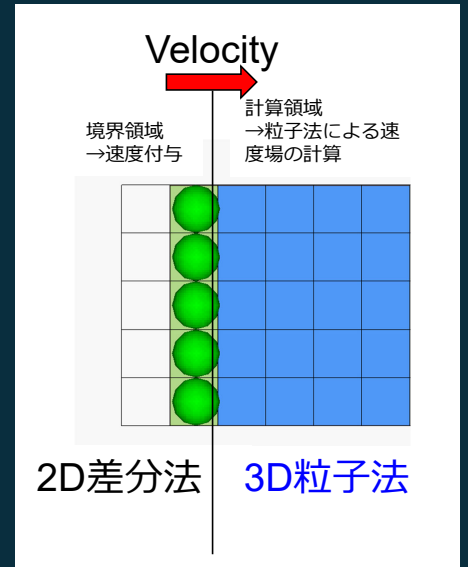 Velocity
境界領域
→速度付与
計算領域
→粒子法による速
度場の計算
2D差分法
3D粒子法